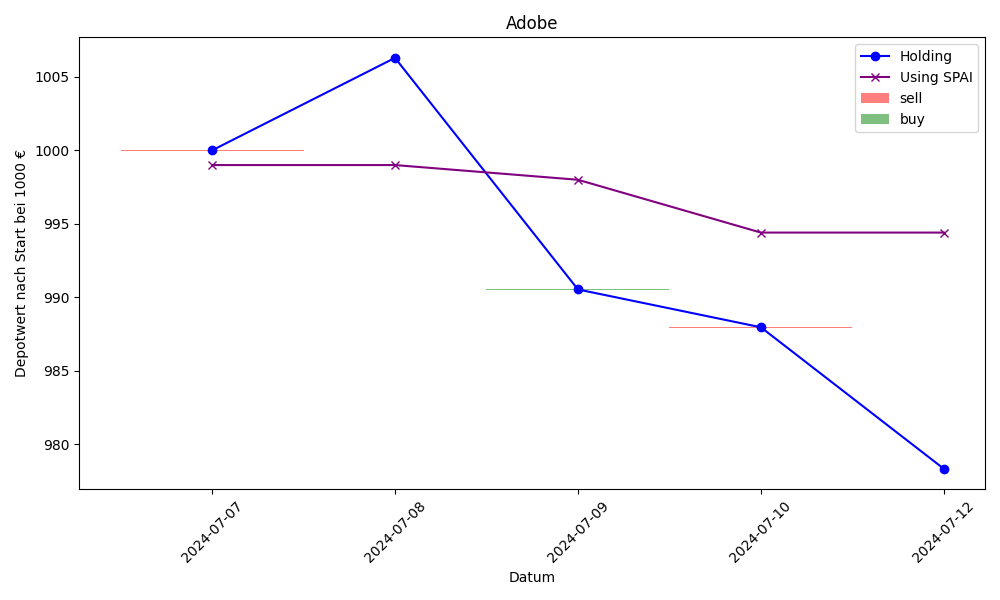 Adobe
Holding
Using SPAI
sell
buy
Depotwert nach Start bei 1000 €
1005
1000
995
990
985
980
2024-07-07
2024-07-08
2024-07-09
2024-07-10
2024-07-12
Datum